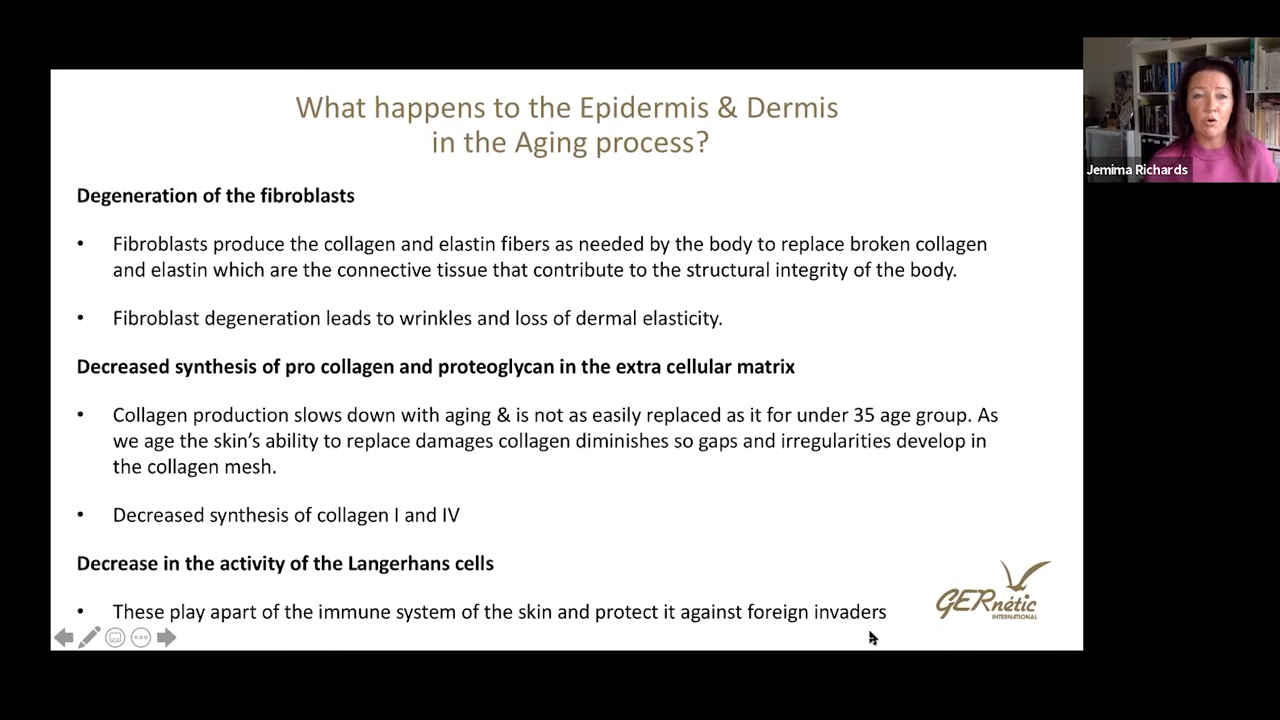 What happens to the Epidermis & Dermis
in the Aging process?
Degeneration of the fibroblasts
• Fibroblasts produce the collagen and elastin fibers as needed by the body to replace broken collagen
and elastin which are the connective tissue that contribute to the structural integrity of the body.
• Fibroblast degeneration leads to wrinkles and loss of dermal elasticity.
Decreased synthesis of pro collagen and proteoglycan in the extra cellular matrix
• Collagen production slows down with aging & is not as easily replaced as it for under 35 age group. As
we age the skin’s ability to replace damages collagen diminishes so gaps and irregularities develop in
the collagen mesh.
• Decreased synthesis of collagen I and IV
Decrease in the activity of the Langerhans cells
• These play apart of the immune system of the skin and protect it against foreign invaders
GERnétic
INTERNATIONAL
Jemima Richards